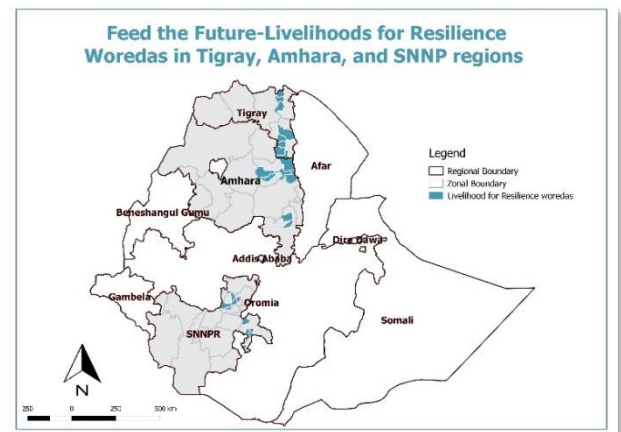 Feed the Future-Livelihoods for Resilience
Woredas in Tigray, Amhara, and SNNP regions
Tigray
Afar
Amhara
Beneshangul Gumu
Dire Dawa
Addis Ababa
Gambela
Oromia
Somali
SNNPR
Legend
Regional Boundary
Zonal Boundary
Livelihood for Resilience woredas
N
250 0 250 500 km